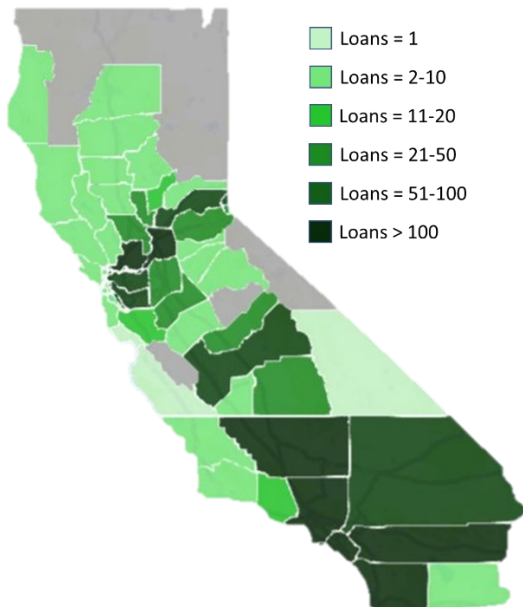 Loans = 1
Loans = 2-10
Loans = 11-20
Loans = 21-50
Loans = 51-100
Loans > 100